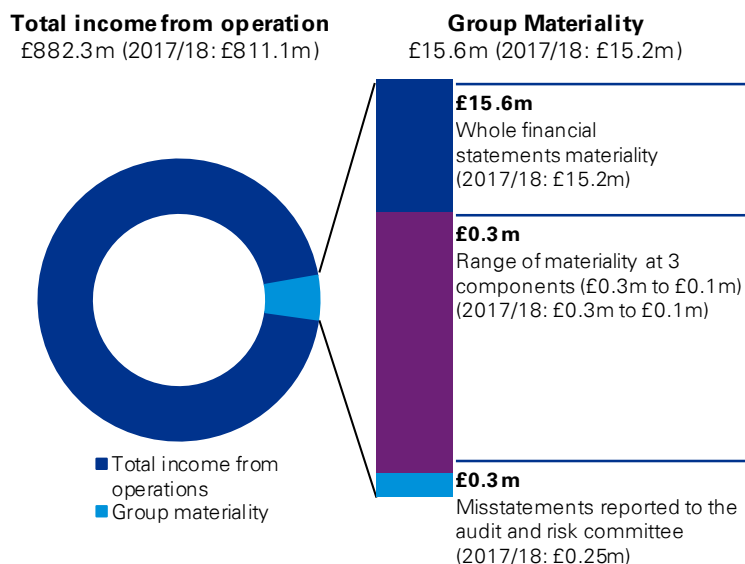 Total income from operation
£882.3m (2017/18: £811.1m)
Group Materiality
£15.6m (2017/18: £15.2m)
£15.6m
Whole financial
statements materiality
(2017/18: £15.2m)
£0.3m
Range of materiality at 3
components (£0.3m to £0.1m)
(2017/18: £0.3m to £0.1m)
£0.3m
Misstatements reported to the
audit and risk committee
(2017/18: £0.25m)
Total income from
operations
Group materiality